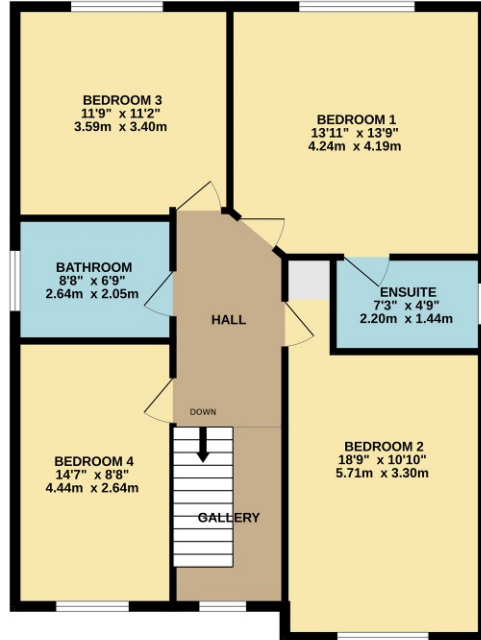 BEDROOM 3
11'9" x 11'2"
3.59m x 3.40m
BEDROOM 1
13'11" x 13'9"
4.24m x 4.19m
BATHROOM
8'8" x 6'9"
2.64m x 2.05m
ENSUITE
7'3" x 4'9"
2.20m x 1.44m
HALL
DOWN
BEDROOM 4
14'7" x 8'8"
4.44m x 2.64m
BEDROOM 2
18'9" x 10'10"
5.71m x 3.30m
GALLERY